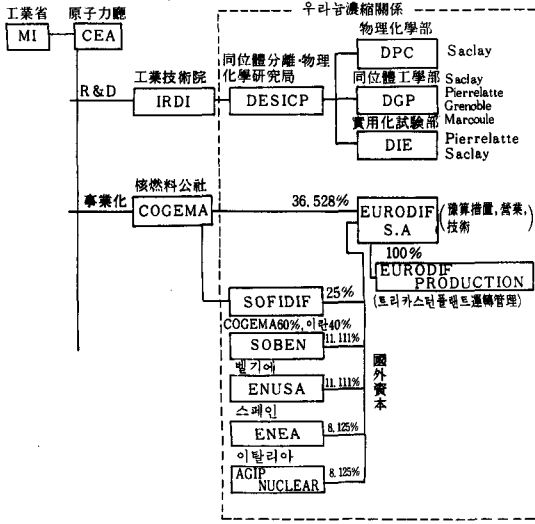 우라늄濃縮關係
工業省 原子力廳
MI CEA
物理化學部
DPC Saclay
同位體分離·物理
化學硏究局
工業技術院
R&D IRDI DESICP
同位體工學部 Saclay
DGP Pierrelatte
Grenoble
實用化試驗部 Marcoule
DIE Pierrelatte
Saclay
核燃料公社
事業化 COGEMA 36.528% EURODIF
S.A
(豫算措置,營業,
技術
100%
EURODIF
PRODUCTION
(트리카스턴플랜트運轉管理)
SOFIDIF 25%
COGEMA60%, 이란40%
SOBEN 11.111%
벨기에
ENUSA 11.111%
스페인
ENEA 8.125%
이탈리아
AGIP
NUCLEAR 8.125%
國外資本